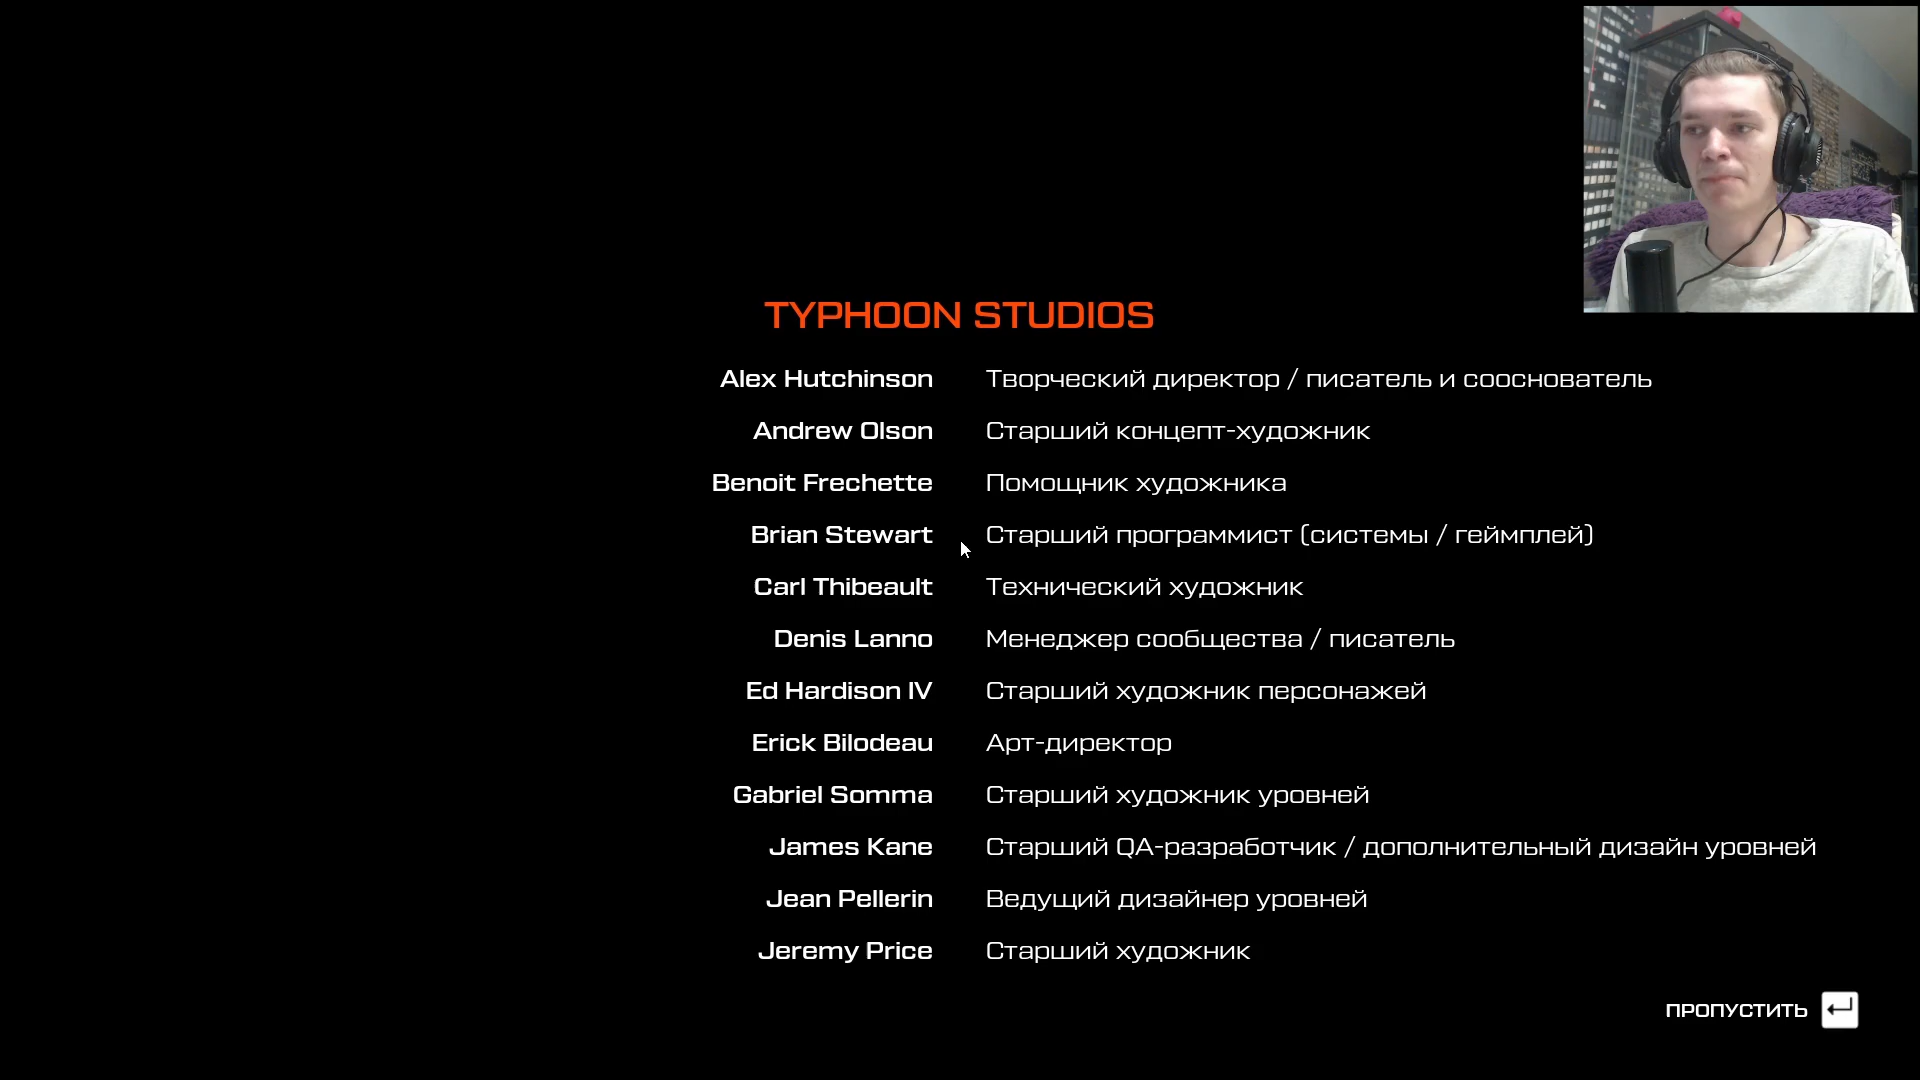 TYPHOON STUDIOS
Alex Hutchinson Творческий директор / писатель и сооснователь
Andrew Olson Старший концепт-художник
Benoit Frechette Помощник художника
Brian Stewart Старший программист (системы / геймплей)
Carl Thibeault Технический художник
Denis Lanno Менеджер сообщества / писатель
Ed Hardison IV Старший художник персонажей
Erick Bilodeau Арт-директор
Gabriel Somma Старший художник уровней
James Kane Старший QA-разработчик / дополнительный дизайн уровней
Jean Pellerin Ведущий дизайнер уровней
Jeremy Price Старший художник
ПРОПУСТИТЬ